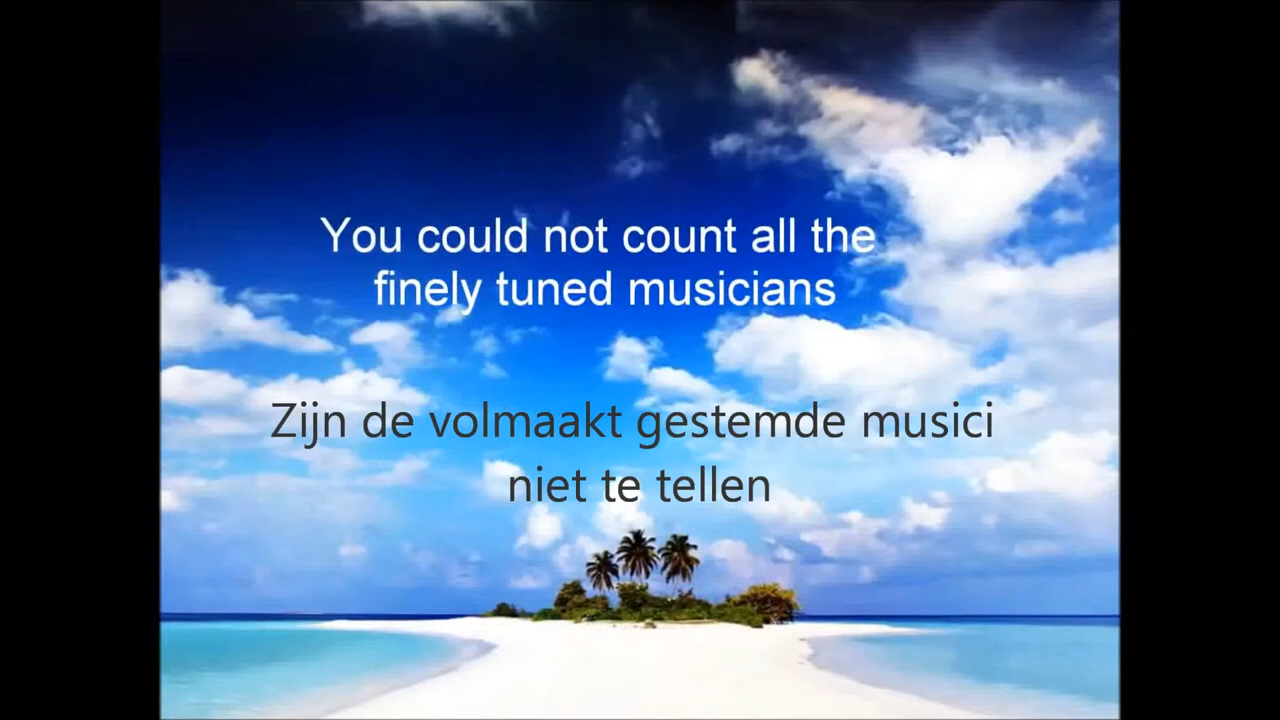 You could not count all the
finely tuned musicians
Zijn de volmaakt gestemde musici
niet te tellen